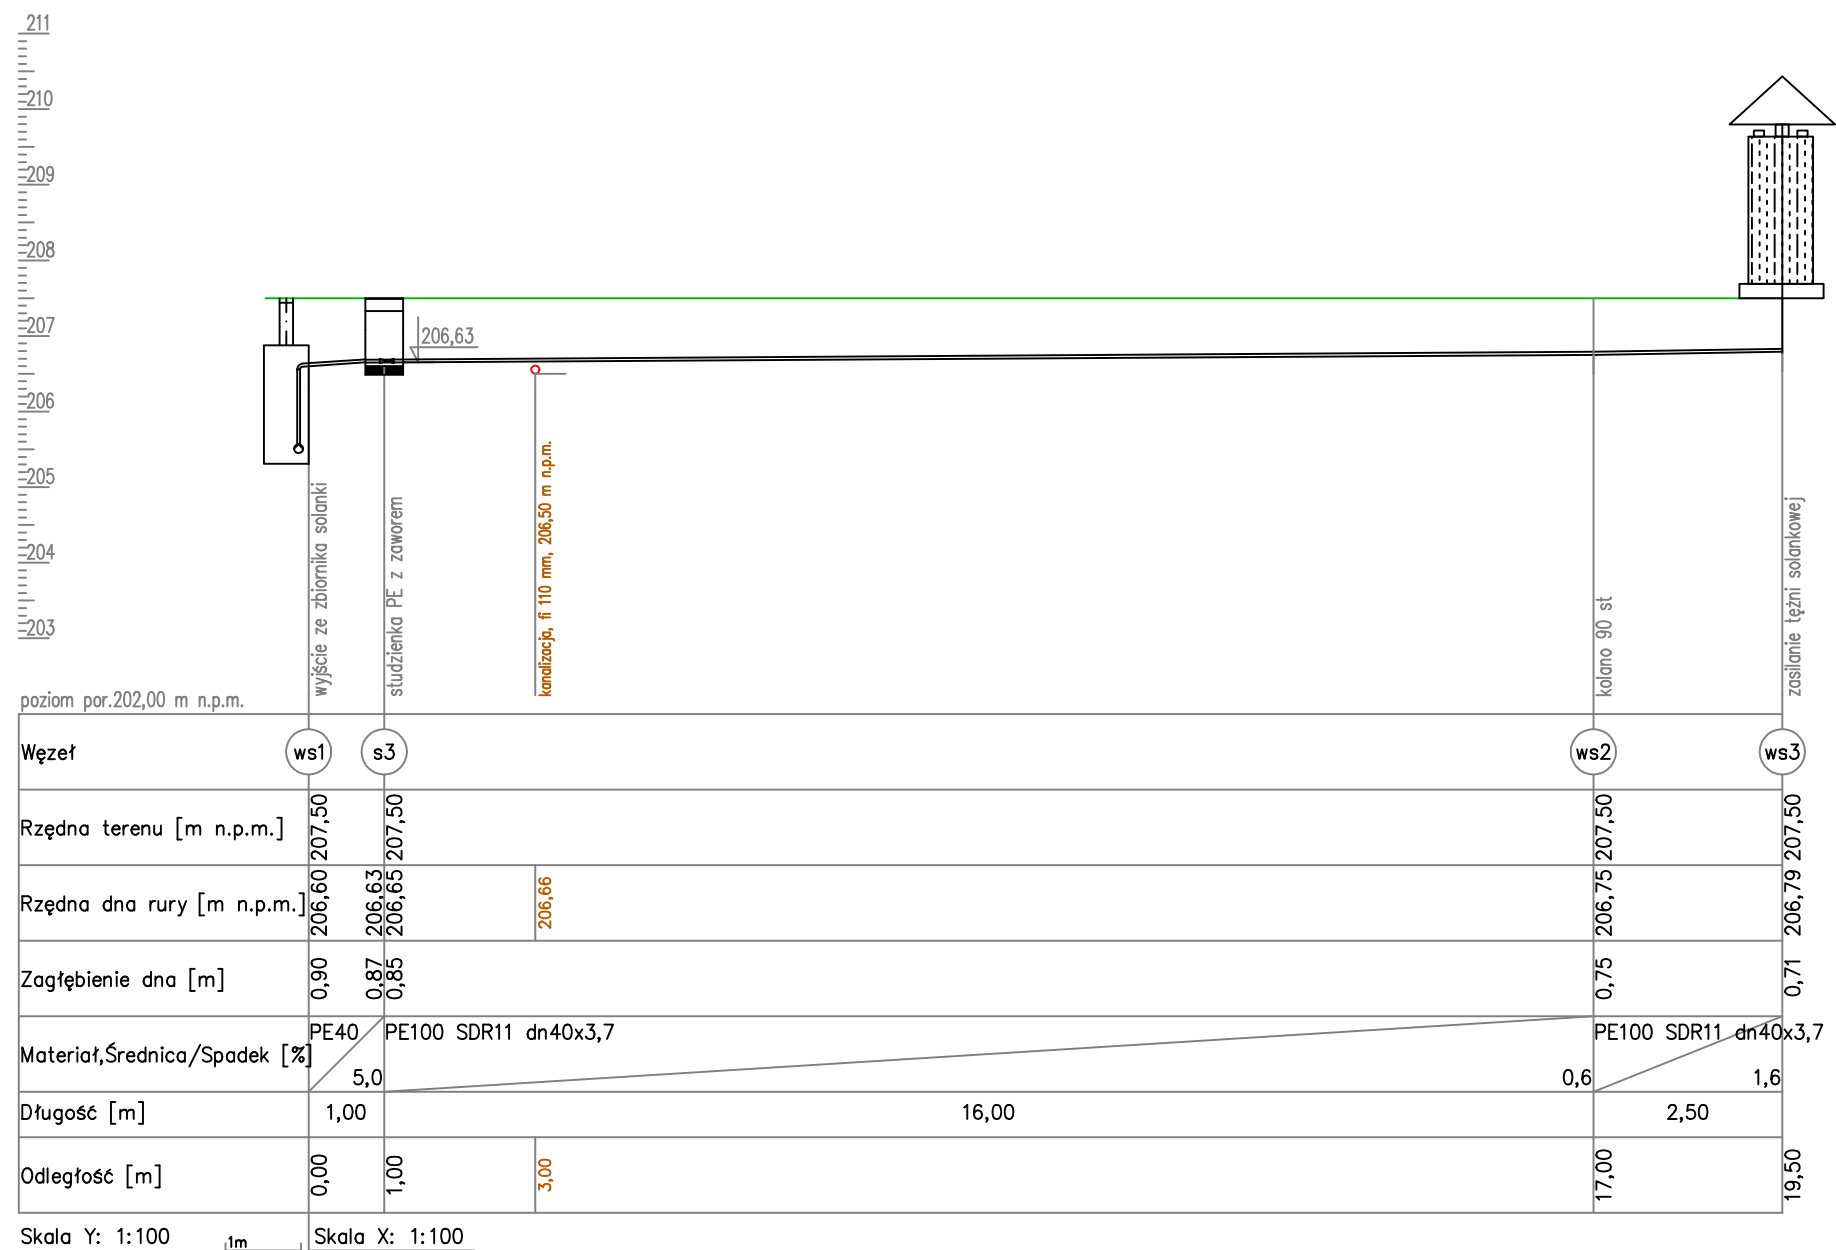 211
210
209
208
207
206
205
204
203
206,63
wyjście ze zbiornika solanki
studzienka PE z zaworem
kanalizacja, fi 110 mm, 206,50 m n.p.m.
kolano 90 st
zasilanie tężni solankowej
poziom por.202,00 m n.p.m.
Węzeł ws1 s3 ws2 ws3
Rzędna terenu [m n.p.m.] 207,50 207,50 207,50 207,50
Rzędna dna rury [m n.p.m.] 206,60 206,63 206,65 206,66 206,75 206,79
Zagłębienie dna [m] 0,90 0,87 0,85 0,75 0,71
Materiał,Średnica/Spadek [%] PE40 5,0 PE100 SDR11 dn40x3,7 0,6 PE100 SDR11 dn40x3,7 1,6
Długość [m] 1,00 16,00 2,50
Odległość [m] 0,00 1,00 3,00 17,00 19,50
Skala Y: 1:100 1m Skala X: 1:100